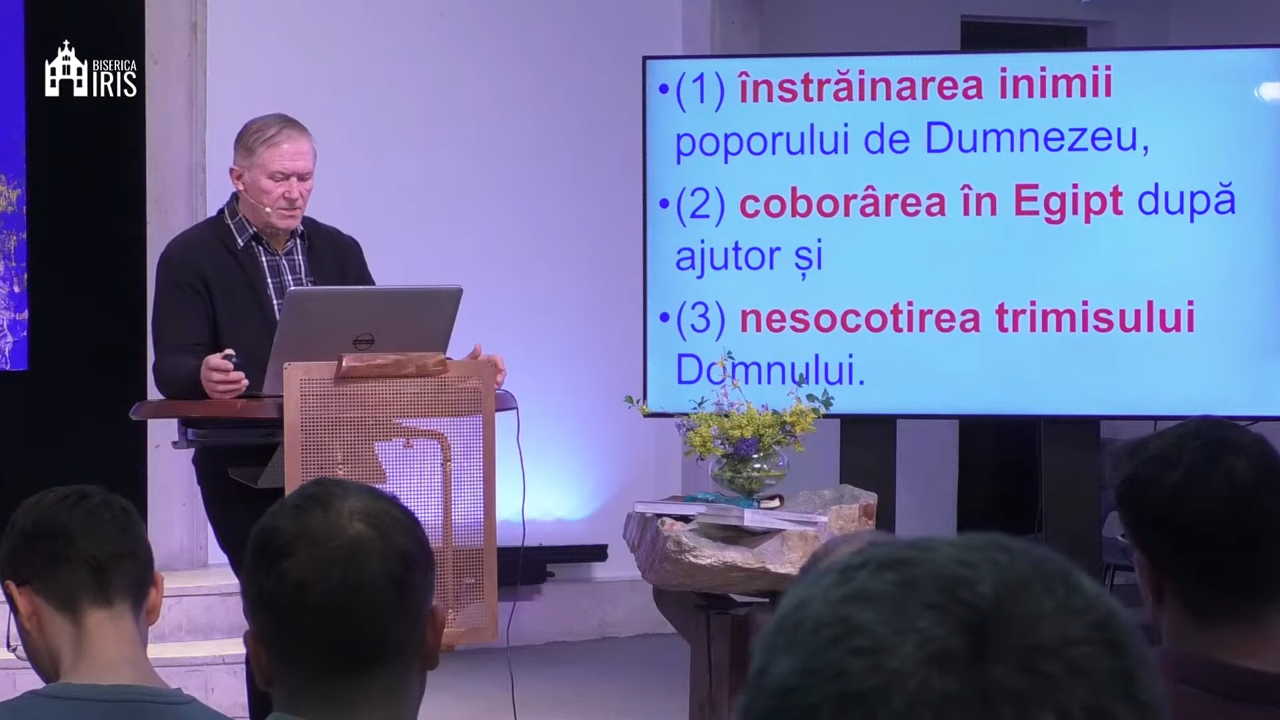 BISERICA
IRIS
•(1) înstrăinarea inimii
poporului de Dumnezeu,
•(2) coborârea în Egipt după
ajutor și
•(3) nesocotirea trimisului
Domnului.